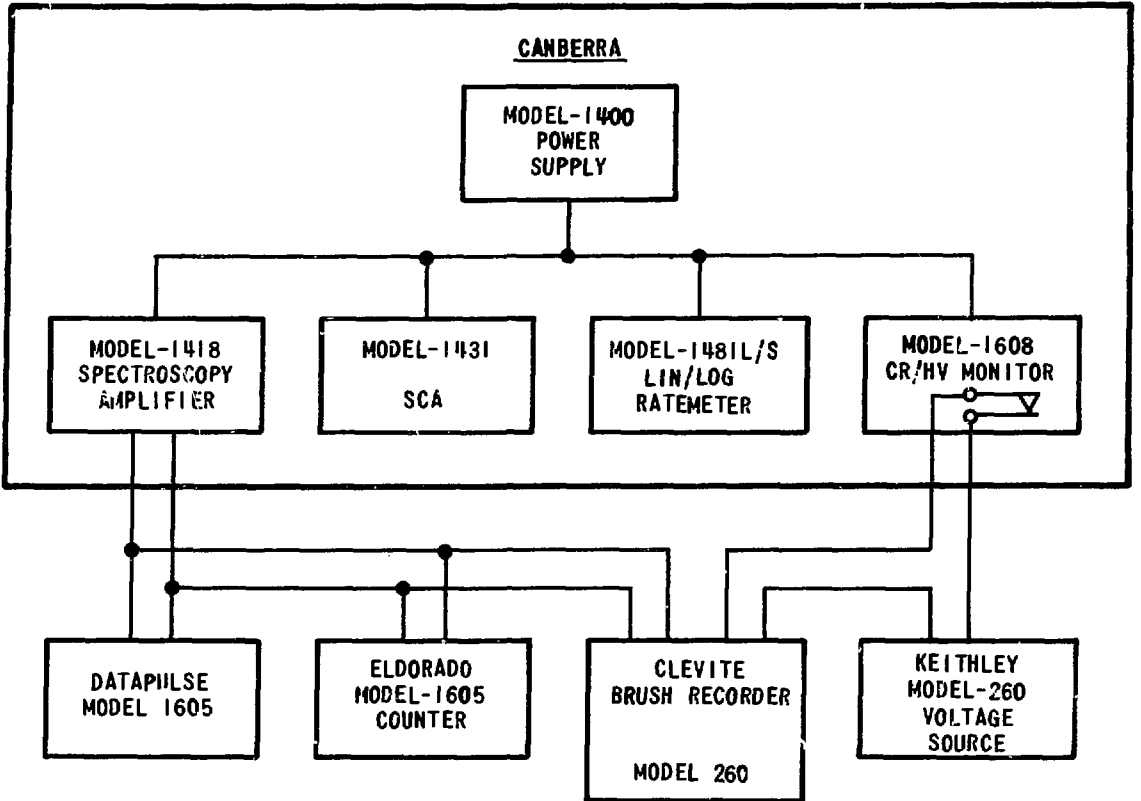 CANBERRA
MODEL-1400
POWER
SUPPLY
MODEL-1418
SPECTROSCOPY
AMPLIFIER
MODEL-1431
SCA
MODEL-1481L/S
LIN/LOG
RATEMETER
MODEL-1608
CR/HV MONITOR
DATAPULSE
MODEL 1605
ELDORADO
MODEL-1605
COUNTER
CLEVITE
BRUSH RECORDER
MODEL 260
KEITHLEY
MODEL-260
VOLTAGE
SOURCE